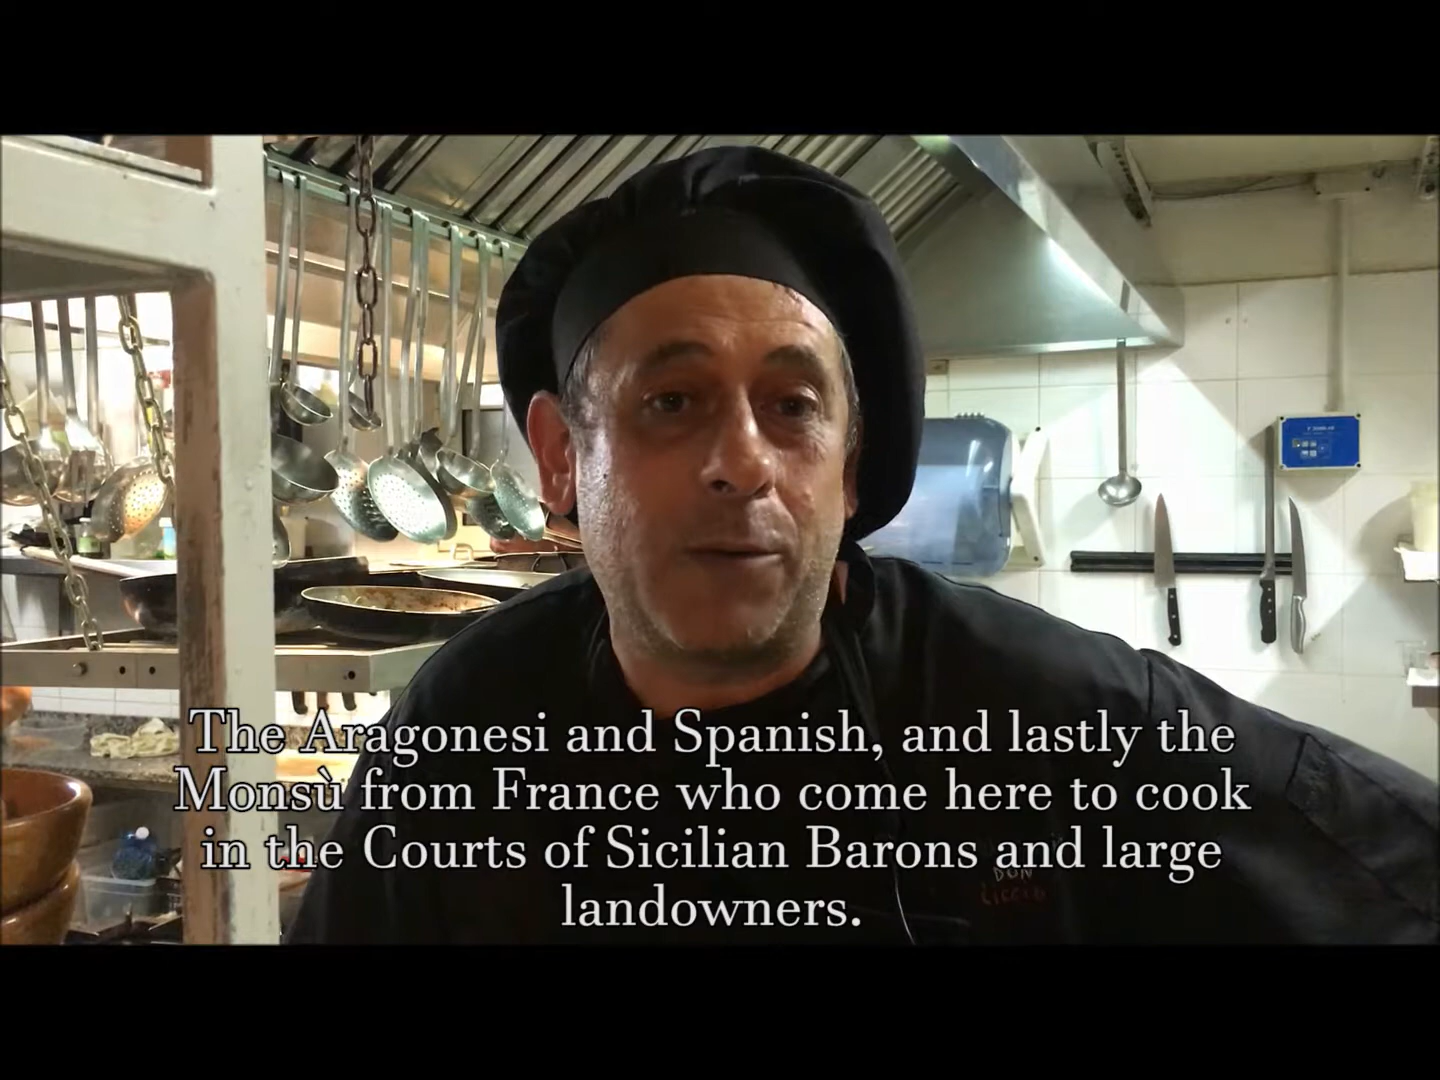 The Aragonesi and Spanish, and lastly the
Monsù from France who come here to cook
in the Courts of Sicilian Barons and large
landowners.
DON